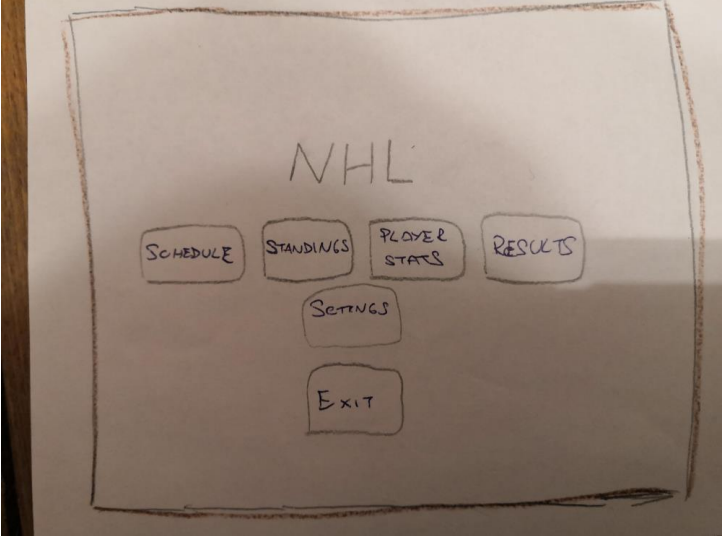 NHL
SCHEDULE
STANDINGS
PLAYER
STATS
RESULTS
SETTINGS
EXIT